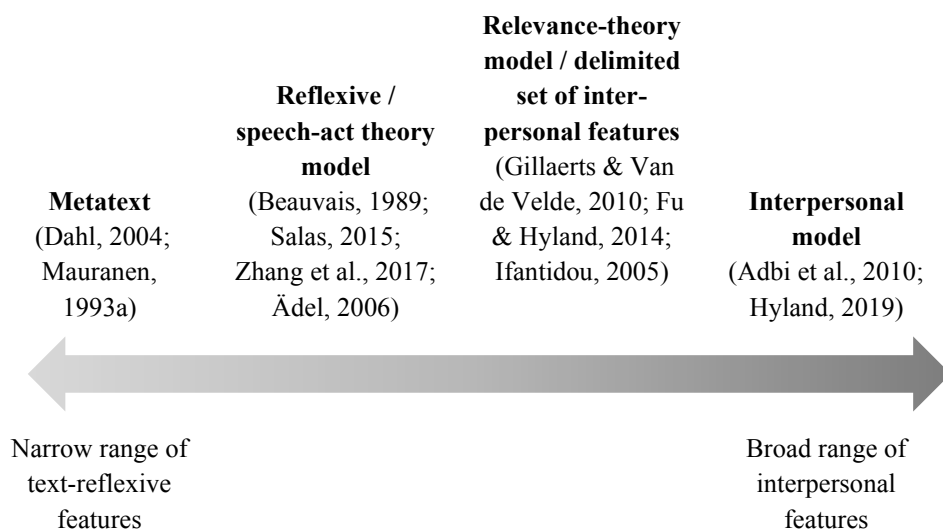 Metatext
(Dahl, 2004;
Mauranen,
1993a)
Reflexive /
speech-act theory
model
(Beauvais, 1989;
Salas, 2015;
Zhang et al., 2017;
Ädel, 2006)
Relevance-theory
model / delimited
set of inter-
personal features
(Gillaerts & Van
de Velde, 2010; Fu
& Hyland, 2014;
Ifantidou, 2005)
Interpersonal
model
(Adbi et al., 2010;
Hyland, 2019)
Narrow range of
text-reflexive
features
Broad range of
interpersonal
features